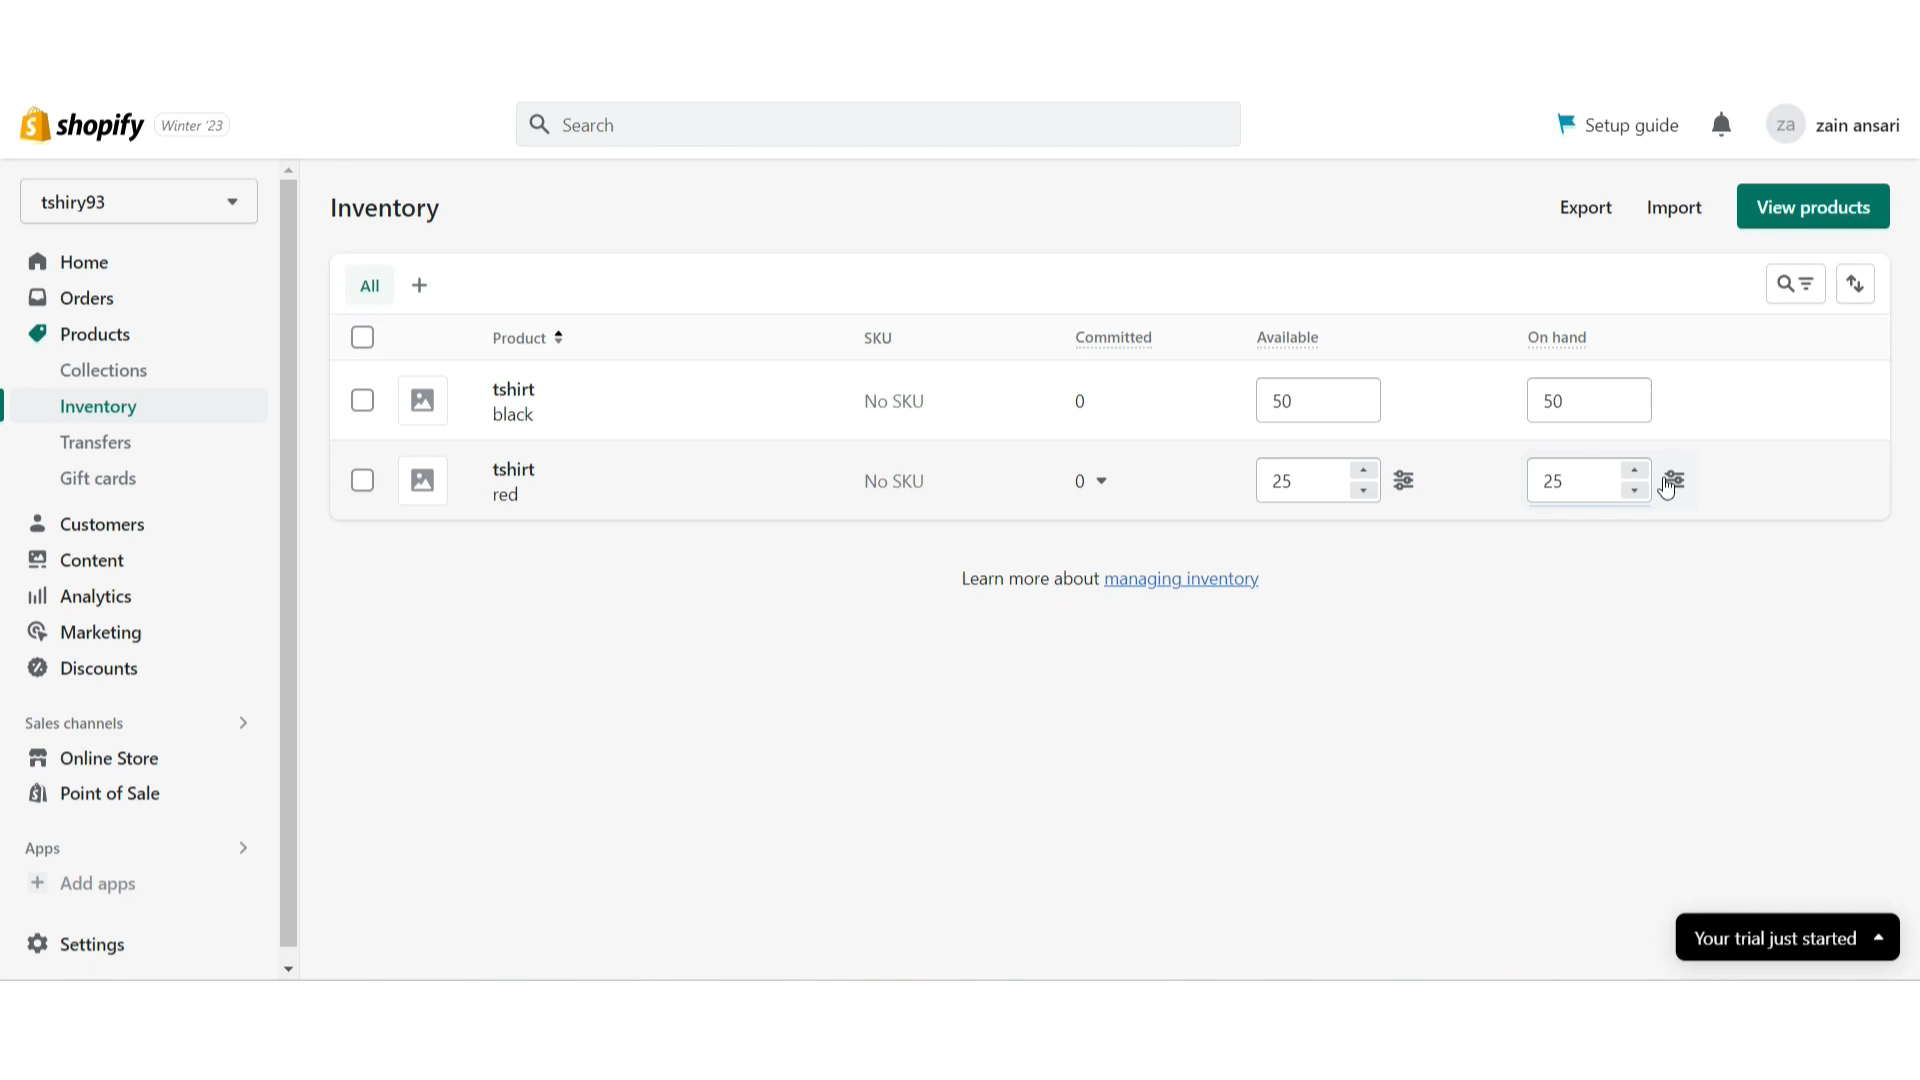 shopify Winter '23
Search
Setup guide
za zain ansari
tshiry93
Home
Orders
Products
Collections
Inventory
Transfers
Gift cards
Customers
Content
Analytics
Marketing
Discounts
Sales channels
Online Store
Point of Sale
Apps
Add apps
Settings
Inventory
Export Import View products
All
Product SKU Committed Available On hand
tshirt
black
No SKU 0 50 50
tshirt
red
No SKU 0 25 25
Learn more about managing inventory
Your trial just started